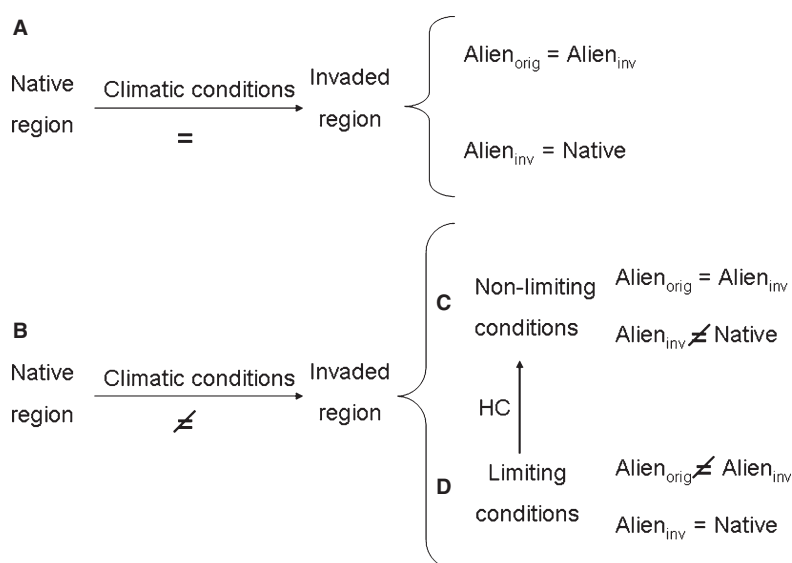 A
Native region
Climatic conditions
=
Invaded region
Alien_orig = Alien_inv
Alien_inv = Native
B
Native region
Climatic conditions
≠
Invaded region
C
Non-limiting conditions
Alien_orig = Alien_inv
Alien_inv ≠ Native
HC
D
Limiting conditions
Alien_orig ≠ Alien_inv
Alien_inv = Native